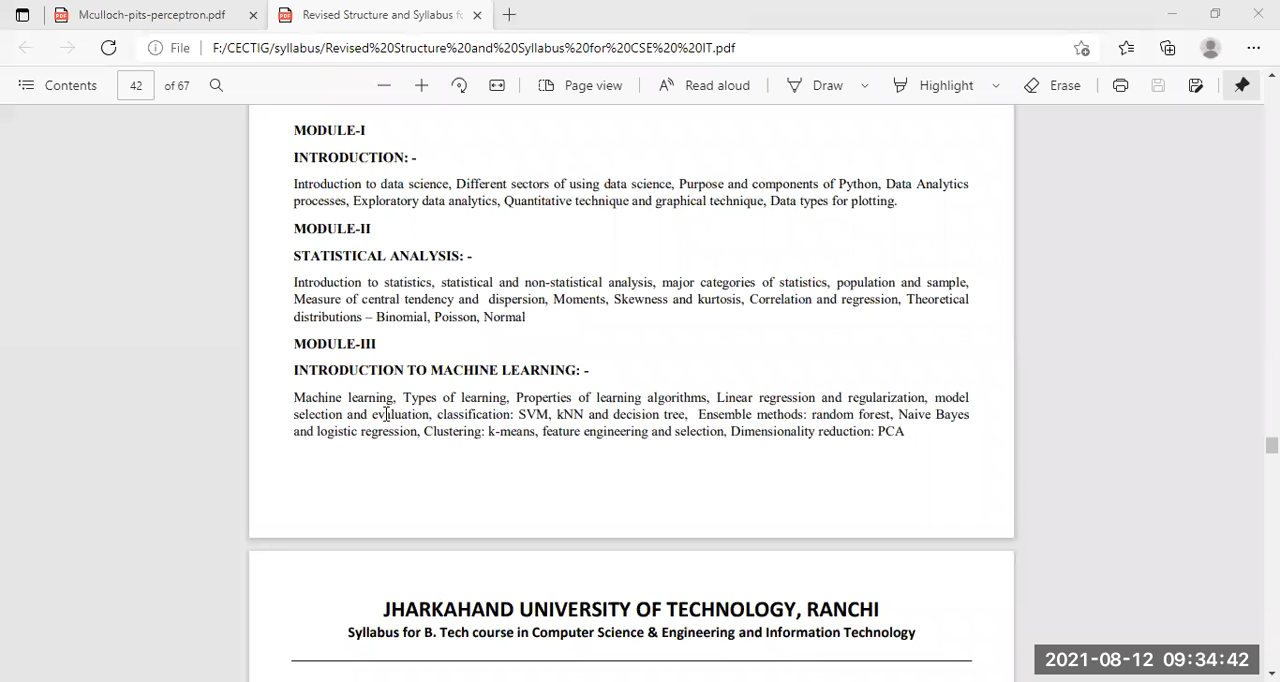 Mcculloch-pits-perceptron.pdf
Revised Structure and Syllabus fo
File F:/CECTIG/syllabus/Revised%20Structure%20and%20Syllabus%20for%20CSE%20%20IT.pdf
Contents 42 of 67 Page view Read aloud Draw Highlight Erase
MODULE-I
INTRODUCTION: -
Introduction to data science, Different sectors of using data science, Purpose and components of Python, Data Analytics
processes, Exploratory data analytics, Quantitative technique and graphical technique, Data types for plotting.
MODULE-II
STATISTICAL ANALYSIS: -
Introduction to statistics, statistical and non-statistical analysis, major categories of statistics, population and sample,
Measure of central tendency and dispersion, Moments, Skewness and kurtosis, Correlation and regression, Theoretical
distributions – Binomial, Poisson, Normal
MODULE-III
INTRODUCTION TO MACHINE LEARNING: -
Machine learning, Types of learning, Properties of learning algorithms, Linear regression and regularization, model
selection and evaluation, classification: SVM, kNN and decision tree, Ensemble methods: random forest, Naive Bayes
and logistic regression, Clustering: k-means, feature engineering and selection, Dimensionality reduction: PCA
JHARKAHAND UNIVERSITY OF TECHNOLOGY, RANCHI
Syllabus for B. Tech course in Computer Science & Engineering and Information Technology
2021-08-12 09:34:42